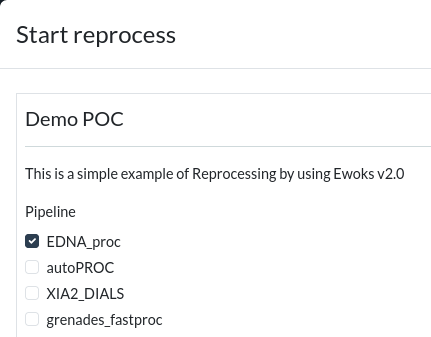 Start reprocess
Demo POC
This is a simple example of Reprocessing by using Ewoks v2.0
Pipeline
EDNA_proc
autoPROC
XIA2_DIALS
grenades_fastproc